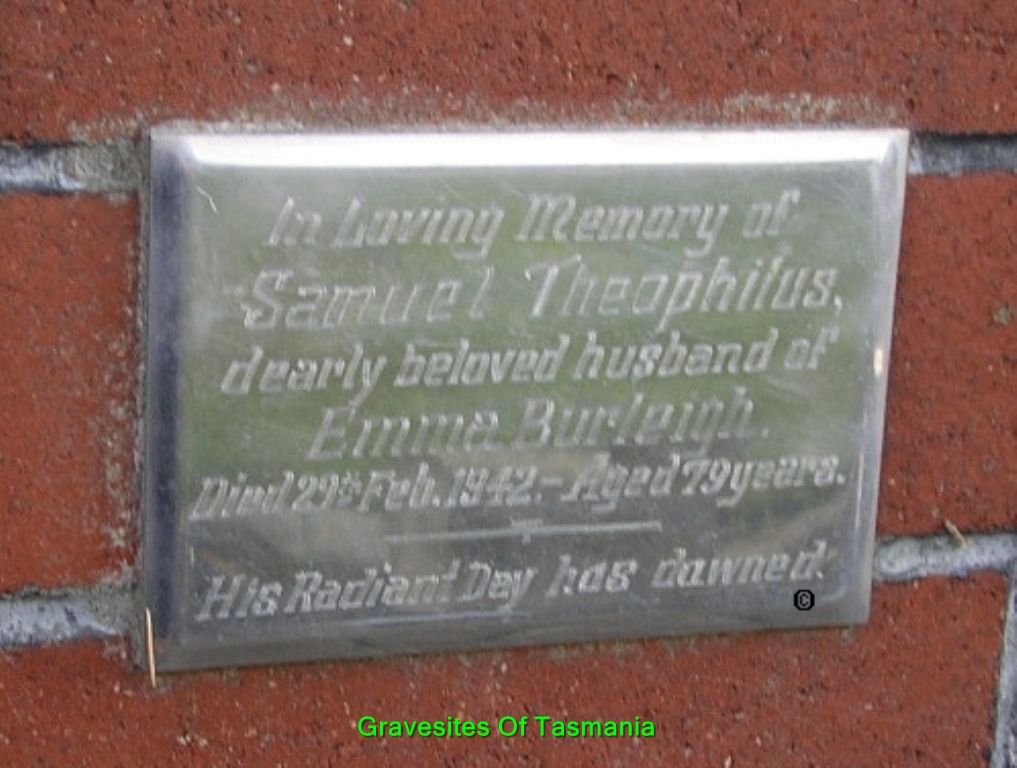 In Loving Memory of
Samuel Theophilus,
dearly beloved husband of
Emma Burleigh.
Died 29th Feb. 1942.- Aged 79 years.
His Radiant Day has dawned.
©
Gravesites Of Tasmania